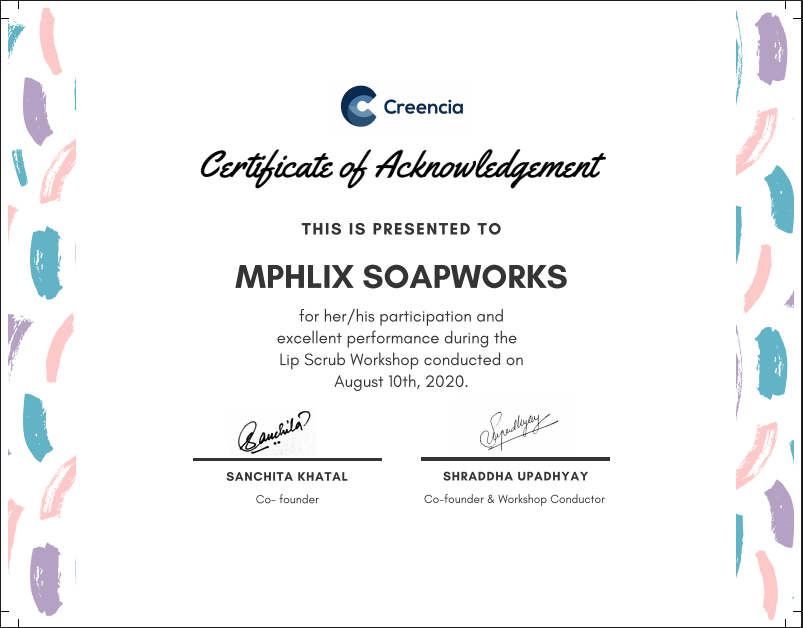 Creencia
Certificate of Acknowledgement
THIS IS PRESENTED TO
MPHLIX SOAPWORKS
for her/his participation and
excellent performance during the
Lip Scrub Workshop conducted on
August 10th, 2020.
Sanchita
Supadhyay
SANCHITA KHATAL
SHRADDHA UPADHYAY
Co- founder
Co-founder & Workshop Conductor